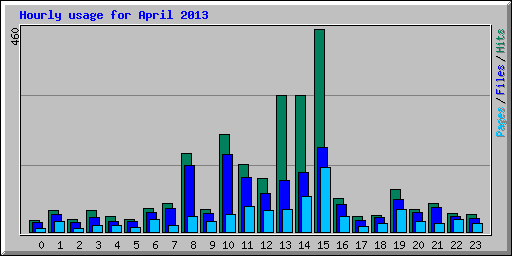 Hourly usage for April 2013
460
Pages/Files/Hits
0 1 2 3 4 5 6 7 8 9 10 11 12 13 14 15 16 17 18 19 20 21 22 23